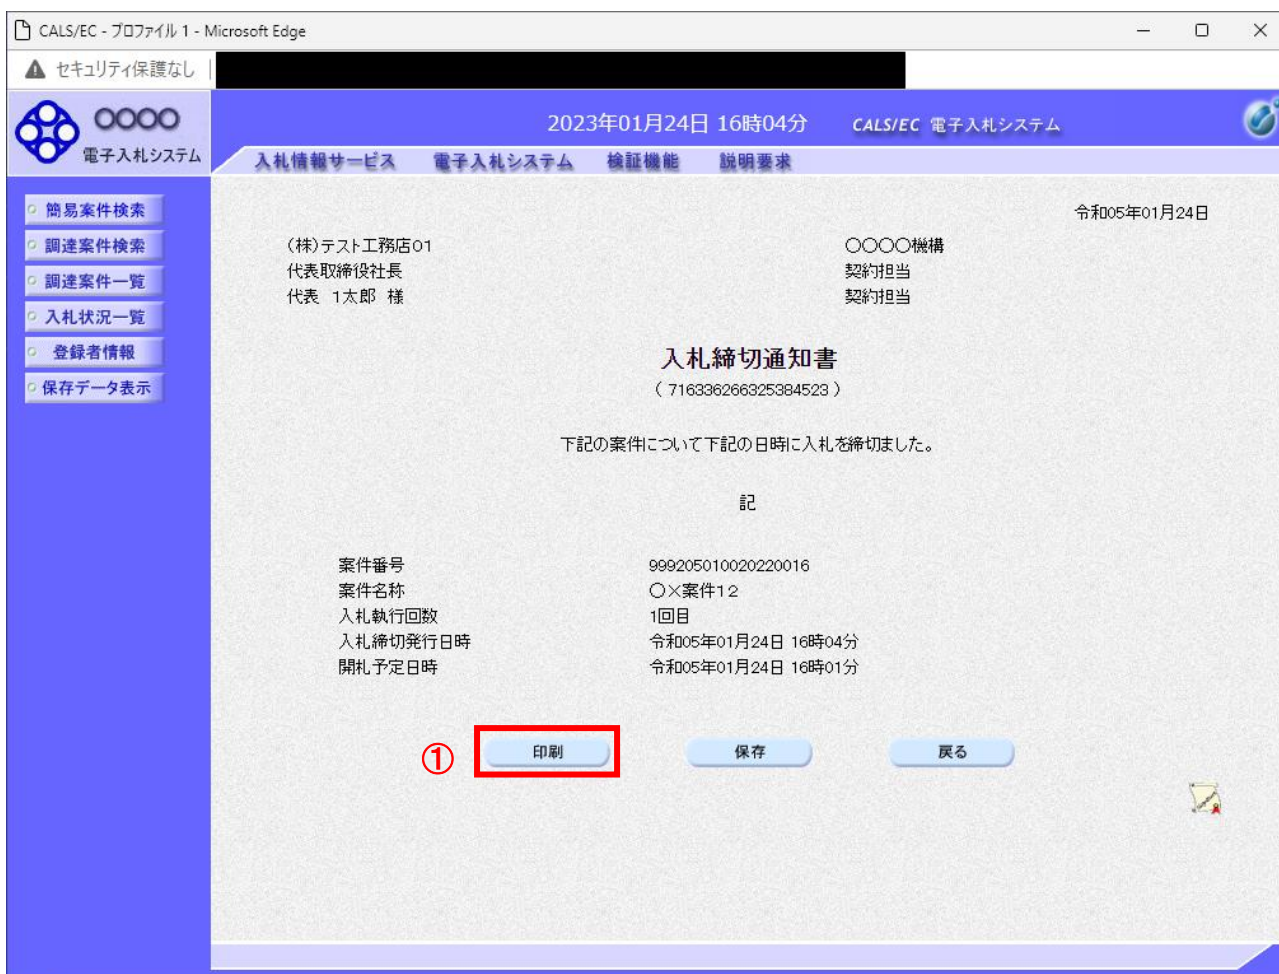 CALS/EC - プロファイル 1 - Microsoft Edge
セキュリティ保護なし
〇〇〇〇
電子入札システム
2023年01月24日 16時04分
CALS/EC 電子入札システム
入札情報サービス 電子入札システム 検証機能 説明要求
簡易案件検索
調達案件検索
調達案件一覧
入札状況一覧
登録者情報
保存データ表示
令和05年01月24日
(株)テスト工務店01
代表取締役社長
代表 1太郎 様
〇〇〇〇機構
契約担当
契約担当
入札締切通知書
(716336266325384523)
下記の案件について下記の日時に入札を締切ました。
記
案件番号 999205010020220016
案件名称 〇×案件12
入札執行回数 1回目
入札締切発行日時 令和05年01月24日 16時04分
開札予定日時 令和05年01月24日 16時01分
① 印刷 保存 戻る